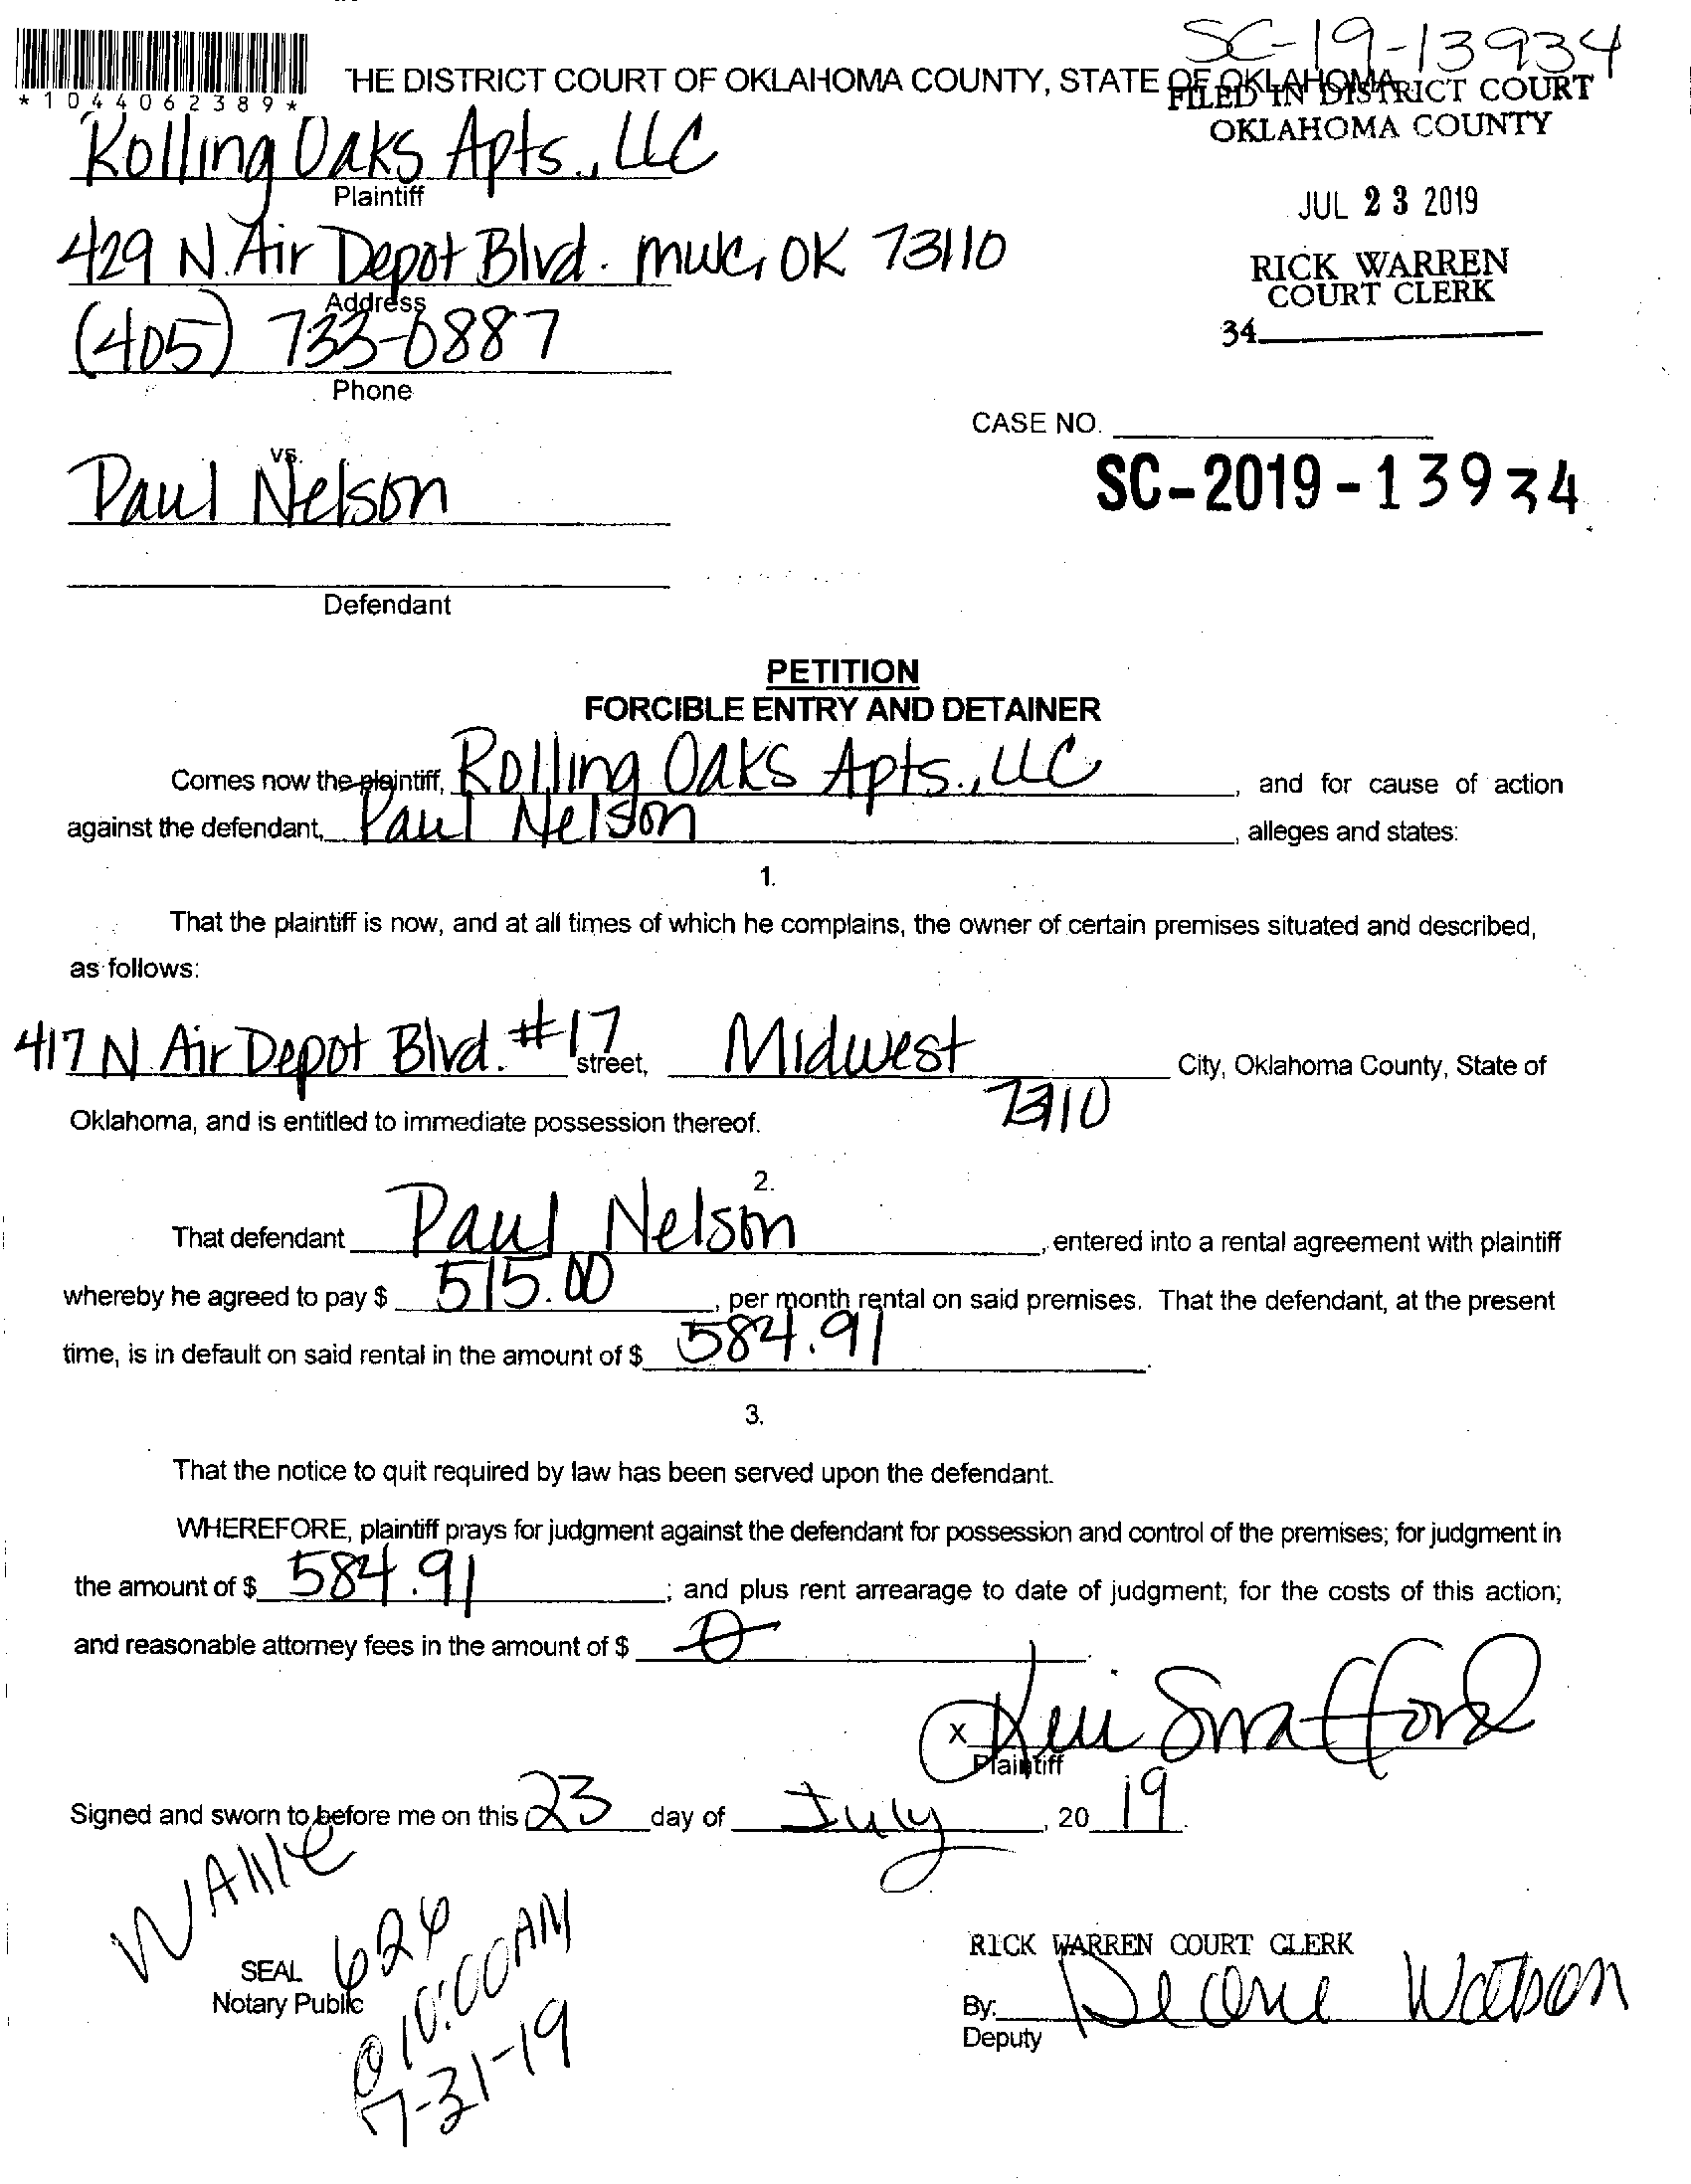 SC-19-13934
THE DISTRICT COURT OF OKLAHOMA COUNTY, STATE OF OKLAHOMA
FILED IN DISTRICT COURT
OKLAHOMA COUNTY
*1044062389*
Rolling Oaks Apts., LLC
Plaintiff
JUL 23 2019
429 N. Air Depot Blvd. MWC, OK 73110
Address
RICK WARREN
COURT CLERK
34
(405) 733-0887
Phone
CASE NO.
SC-2019-13934
vs.
Paul Nelson
Defendant
PETITION
FORCIBLE ENTRY AND DETAINER
Comes now the plaintiff, Rolling Oaks Apts., LLC, and for cause of action
against the defendant, Paul Nelson, alleges and states:
1.
That the plaintiff is now, and at all times of which he complains, the owner of certain premises situated and described,
as follows:
417 N Air Depot Blvd. #17 street, Midwest City, Oklahoma County, State of
73110
Oklahoma, and is entitled to immediate possession thereof.
2.
That defendant Paul Nelson, entered into a rental agreement with plaintiff
whereby he agreed to pay $ 515.00, per month rental on said premises. That the defendant, at the present
time, is in default on said rental in the amount of $ 584.91.
3.
That the notice to quit required by law has been served upon the defendant.
WHEREFORE, plaintiff prays for judgment against the defendant for possession and control of the premises; for judgment in
the amount of $ 584.91; and plus rent arrearage to date of judgment; for the costs of this action;
and reasonable attorney fees in the amount of $ 0.
X
Plaintiff
Signed and sworn to before me on this 23 day of July, 20 19.
SEAL
Notary Public
@ 10:00 AM
7-31-19
RICK WARREN COURT CLERK
By: Watson
Deputy